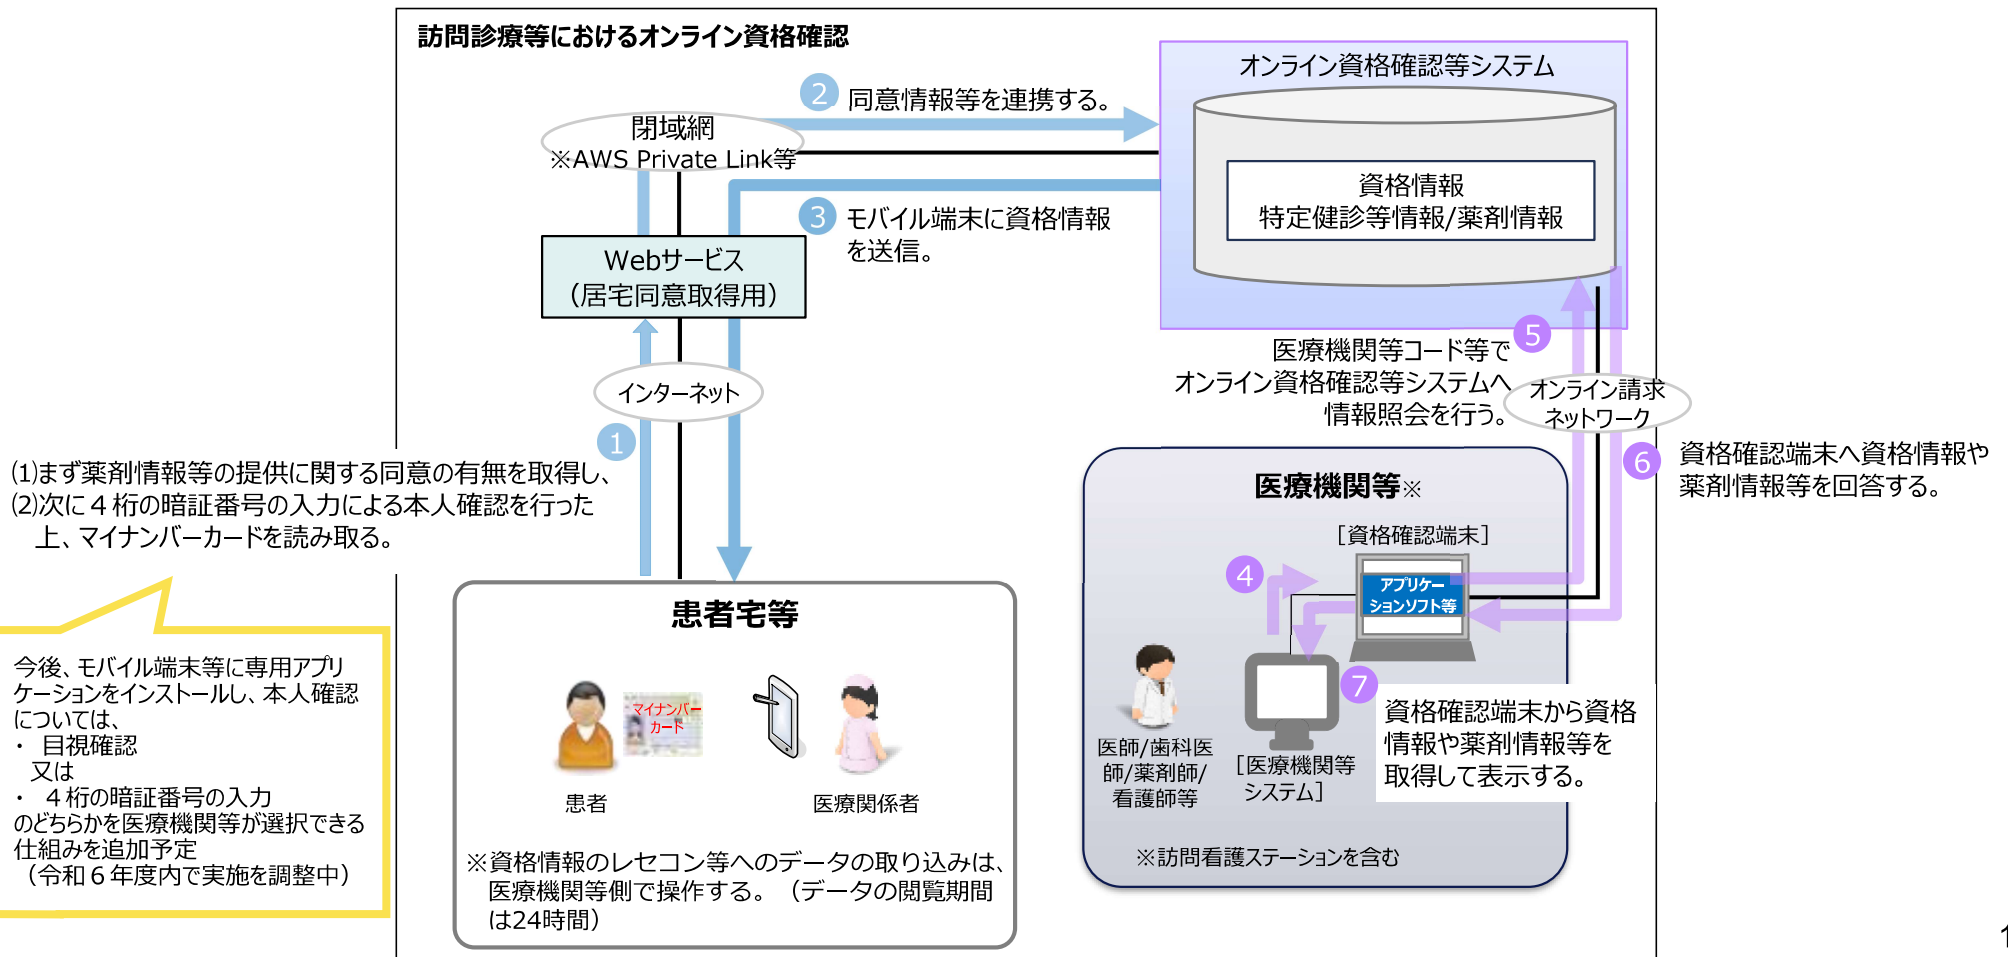 訪問診療等におけるオンライン資格確認
オンライン資格確認等システム
2
同意情報等を連携する。
閉域網
※AWS Private Link等
資格情報
特定健診等情報/薬剤情報
3
モバイル端末に資格情報
を送信。
Webサービス
（居宅同意取得用）
5
医療機関等コード等で
オンライン資格確認等システムへ
情報照会を行う。
オンライン請求
ネットワーク
インターネット
1
⑴まず薬剤情報等の提供に関する同意の有無を取得し、
⑵次に４桁の暗証番号の入力による本人確認を行った
上、マイナンバーカードを読み取る。
6
資格確認端末へ資格情報や
薬剤情報等を回答する。
医療機関等※
［資格確認端末］
4
アプリケー
ションソフト等
7
資格確認端末から資格
情報や薬剤情報等を
取得して表示する。
医師/歯科医
師/薬剤師/
看護師等
［医療機関等
システム］
※訪問看護ステーションを含む
患者宅等
マイナンバー
カード
患者
医療関係者
※資格情報のレセコン等へのデータの取り込みは、
医療機関等側で操作する。（データの閲覧期間
は24時間）
今後、モバイル端末等に専用アプリ
ケーションをインストールし、本人確認
については、
・ 目視確認
又は
・ ４桁の暗証番号の入力
のどちらかを医療機関等が選択できる
仕組みを追加予定
（令和６年度内で実施を調整中）